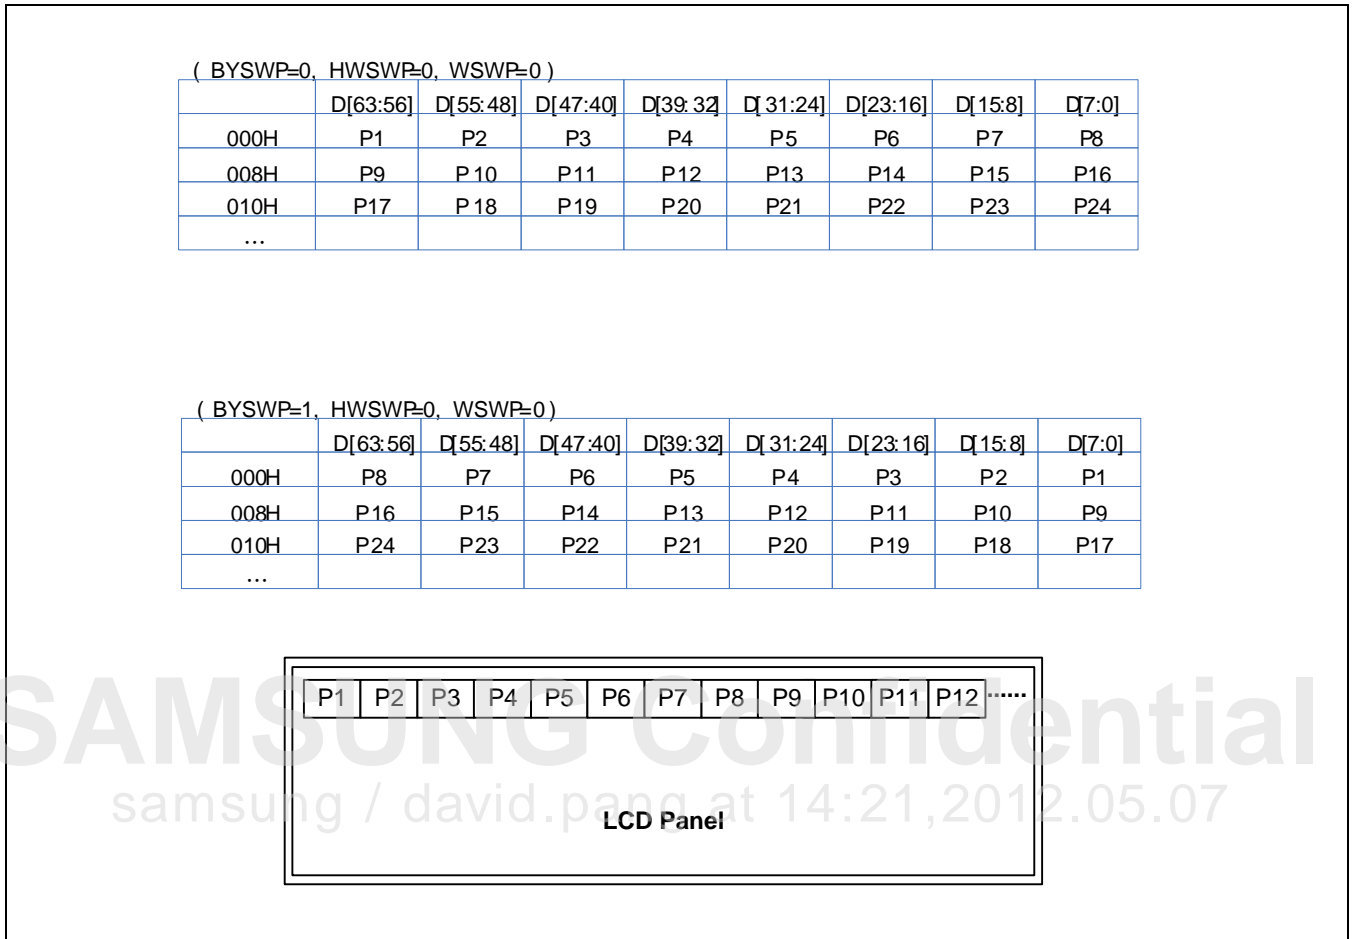 ( BYSWP=0, HWSWP=0, WSWP=0 )
D[63:56] D[55:48] D[47:40] D[39:32] D[31:24] D[23:16] D[15:8] D[7:0]
000H P1 P2 P3 P4 P5 P6 P7 P8
008H P9 P10 P11 P12 P13 P14 P15 P16
010H P17 P18 P19 P20 P21 P22 P23 P24
...
( BYSWP=1, HWSWP=0, WSWP=0 )
D[63:56] D[55:48] D[47:40] D[39:32] D[31:24] D[23:16] D[15:8] D[7:0]
000H P8 P7 P6 P5 P4 P3 P2 P1
008H P16 P15 P14 P13 P12 P11 P10 P9
010H P24 P23 P22 P21 P20 P19 P18 P17
...
P1 P2 P3 P4 P5 P6 P7 P8 P9 P10 P11 P12 ......
SAMSUNG Confidential
samsung / david.pang at 14:21,2012.05.07
LCD Panel